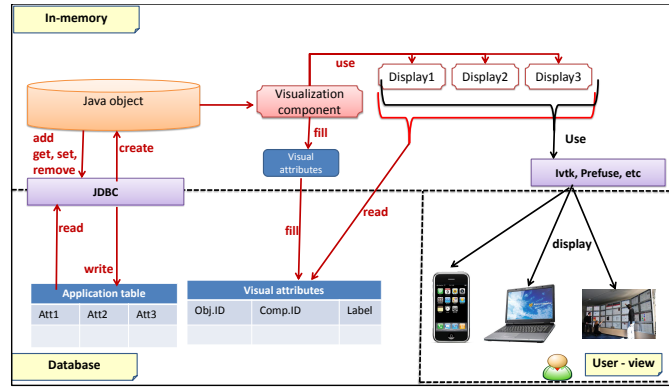 In-memory
use
Display1
Display2
Display3
Java object
Visualization
component
add
get, set,
remove
create
fill
Use
Visual
attributes
JDBC
Ivtk, Prefuse, etc
read
read
fill
display
write
Application table
Att1
Att2
Att3
Visual attributes
Obj.ID
Comp.ID
Label
Database
User - view